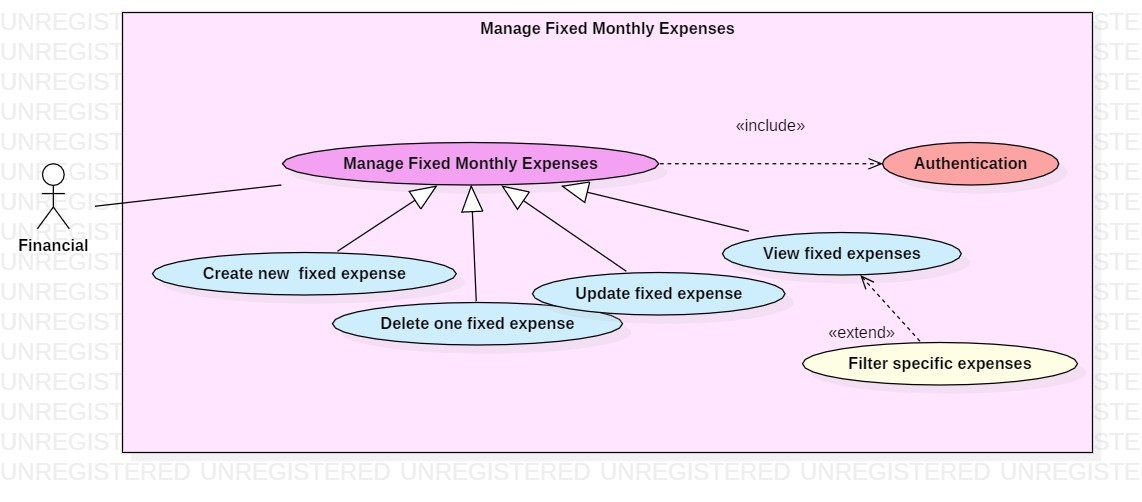 Manage Fixed Monthly Expenses
«include»
Manage Fixed Monthly Expenses
Authentication
Financial
View fixed expenses
Create new  fixed expense
Update fixed expense
Delete one fixed expense
«extend»
Filter specific expenses
UNREGISTERED UNREGISTERED UNREGISTERED UNREGISTERED UNREGISTERED UNREGISTERED